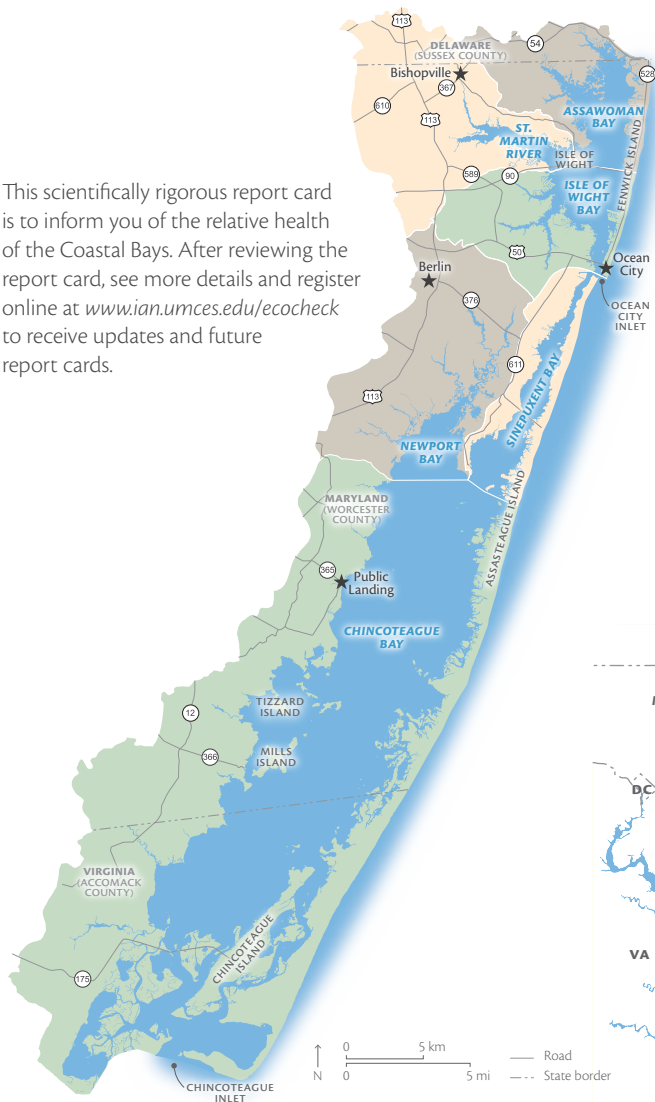 This scientifically rigorous report card
is to inform you of the relative health
of the Coastal Bays. After reviewing the
report card, see more details and register
online at www.ian.umces.edu/ecocheck
to receive updates and future
report cards.
113
DELAWARE
(SUSSEX COUNTY)
54
Bishopville
528
367
610
113
ASSAWOMAN
BAY
ST.
MARTIN
RIVER
ISLE OF
WIGHT
FENWICK ISLAND
589
90
ISLE OF
WIGHT
BAY
50
Ocean
City
Berlin
376
OCEAN
CITY
INLET
611
SINEPUXENT BAY
113
NEWPORT
BAY
MARYLAND
(WORCESTER
COUNTY)
ASSASTEAGUE ISLAND
365
Public
Landing
CHINCOTEAGUE
BAY
TIZZARD
ISLAND
12
MILLS
ISLAND
366
DC
VIRGINIA
(ACCOMACK
COUNTY)
CHINCOTEAGUE
ISLAND
VA
175
0
5 km
N
0
5 mi
Road
State border
CHINCOTEAGUE
INLET